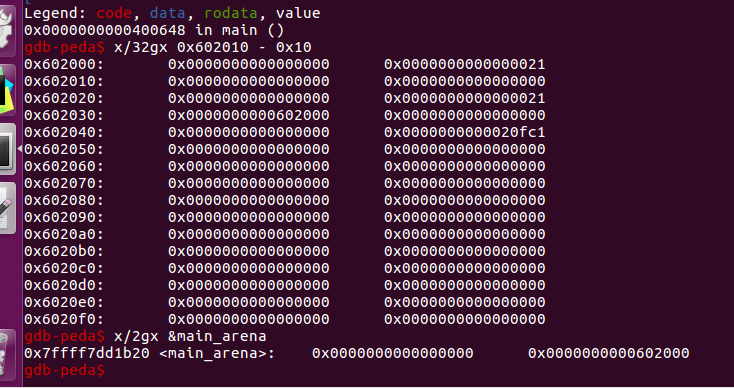 Legend: code, data, rodata, value
0x0000000000400648 in main ()
gdb-peda$ x/32gx 0x602010 - 0x10
0x602000: 0x0000000000000000 0x0000000000000021
0x602010: 0x0000000000000000 0x0000000000000000
0x602020: 0x0000000000000000 0x0000000000000021
0x602030: 0x0000000000602000 0x0000000000000000
0x602040: 0x0000000000000000 0x0000000000020fc1
0x602050: 0x0000000000000000 0x0000000000000000
0x602060: 0x0000000000000000 0x0000000000000000
0x602070: 0x0000000000000000 0x0000000000000000
0x602080: 0x0000000000000000 0x0000000000000000
0x602090: 0x0000000000000000 0x0000000000000000
0x6020a0: 0x0000000000000000 0x0000000000000000
0x6020b0: 0x0000000000000000 0x0000000000000000
0x6020c0: 0x0000000000000000 0x0000000000000000
0x6020d0: 0x0000000000000000 0x0000000000000000
0x6020e0: 0x0000000000000000 0x0000000000000000
0x6020f0: 0x0000000000000000 0x0000000000000000
gdb-peda$ x/2gx &main_arena
0x7ffff7dd1b20 <main_arena>: 0x0000000000000000 0x0000000000602000
gdb-peda$